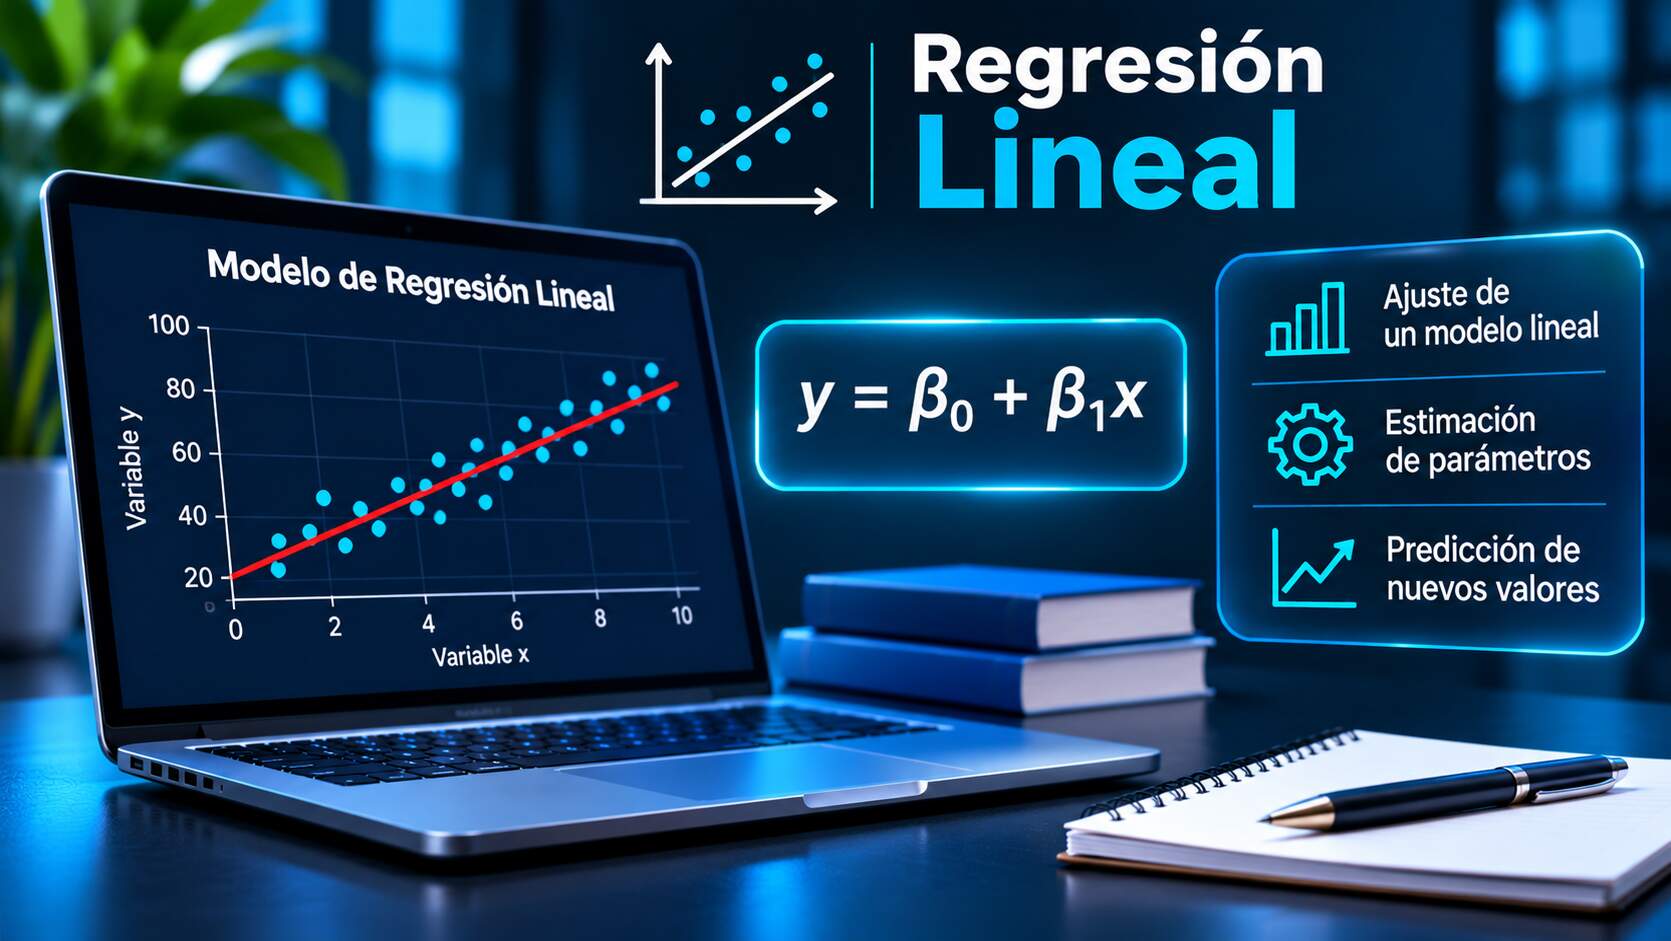 Regresión
Lineal
Modelo de Regresión Lineal
100
80
60
40
20
0
0 2 4 6 8 10
Variable y
Variable x
y = β₀ + β₁x
Ajuste de
un modelo lineal
Estimación
de parámetros
Predicción de
nuevos valores